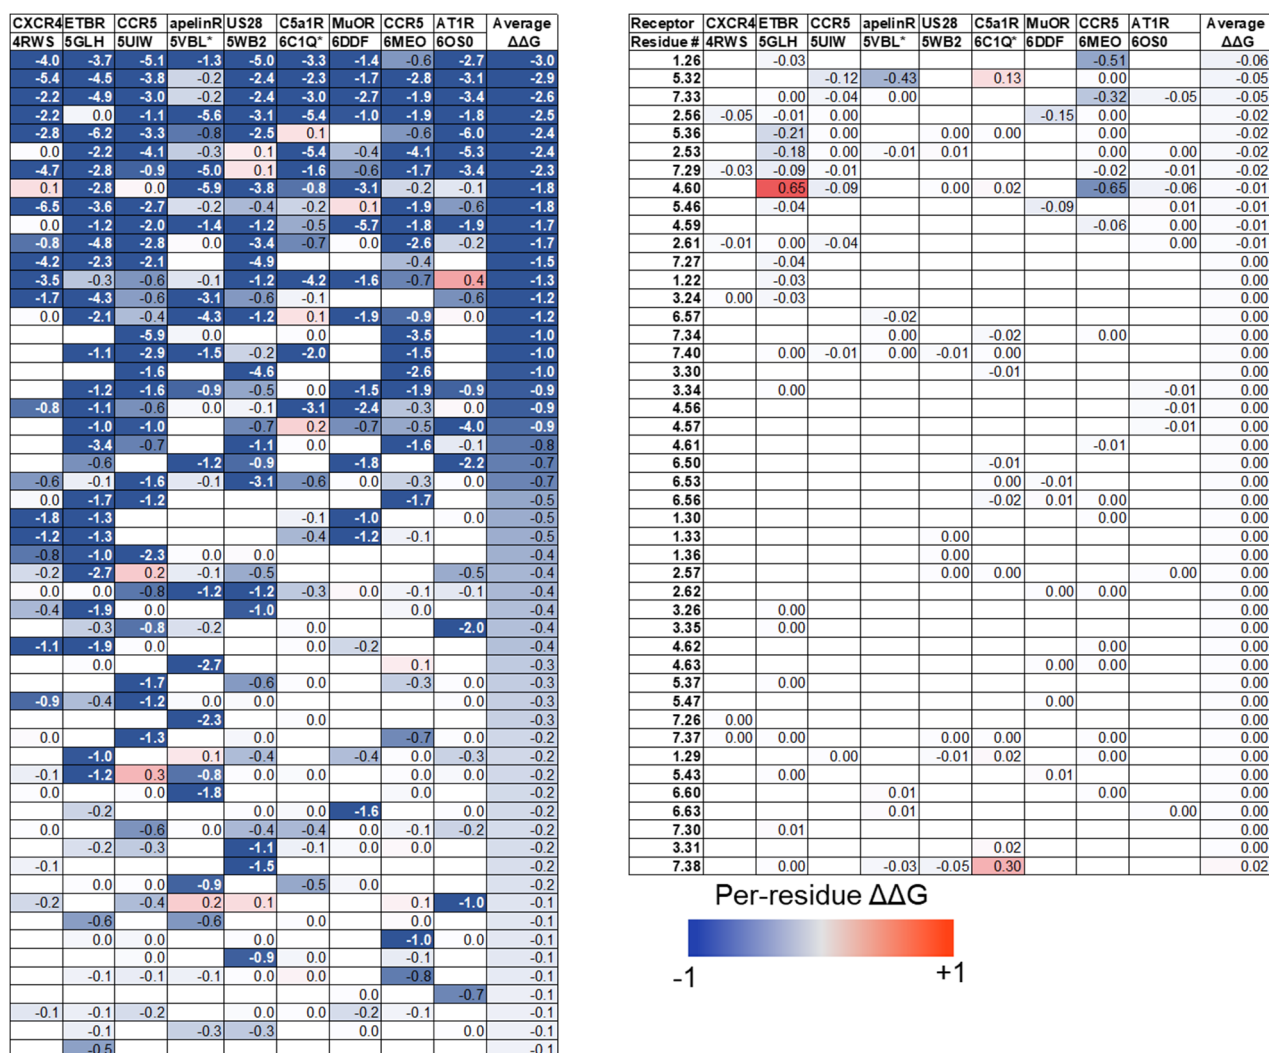 CXCR4 ETBR CCR5 apelinR US28 C5a1R MuOR CCR5 AT1R Average
4RWS 5GLH 5UIW 5VBL* 5WB2 6C1Q* 6DDF 6MEO 6OS0 ΔΔG
-4.0 -3.7 -5.1 -1.3 -5.0 -3.3 -1.4 -0.6 -2.7 -3.0
-5.4 -4.5 -3.8 -0.2 -2.4 -2.3 -1.7 -2.8 -3.1 -2.9
-2.2 -4.9 -3.0 -0.2 -2.4 -3.0 -2.7 -1.9 -3.4 -2.6
-2.2 0.0 -1.1 -5.6 -3.1 -5.4 -1.0 -1.9 -1.8 -2.5
-2.8 -6.2 -3.3 -0.8 -2.5 0.1 -0.6 -6.0 -2.4
0.0 -2.2 -4.1 -0.3 0.1 -5.4 -0.4 -4.1 -5.3 -2.4
-4.7 -2.8 -0.9 -5.0 0.1 -1.6 -0.6 -1.7 -3.4 -2.3
0.1 -2.8 0.0 -5.9 -3.8 -0.8 -3.1 -0.2 -0.1 -1.8
-6.5 -3.6 -2.7 -0.2 -0.4 -0.2 0.1 -1.9 -0.6 -1.8
0.0 -1.2 -2.0 -1.4 -1.2 -0.5 -5.7 -1.8 -1.9 -1.7
-0.8 -4.8 -2.8 0.0 -3.4 -0.7 0.0 -2.6 -0.2 -1.7
-4.2 -2.3 -2.1 -4.9 -0.4 -1.5
-3.5 -0.3 -0.6 -0.1 -1.2 -4.2 -1.6 -0.7 0.4 -1.3
-1.7 -4.3 -0.6 -3.1 -0.6 -0.1 -0.6 -1.2
0.0 -2.1 -0.4 -4.3 -1.2 0.1 -1.9 -0.9 0.0 -1.2
-5.9 0.0 0.0 -3.5 -1.0
-1.1 -2.9 -1.5 -0.2 -2.0 -1.5 -1.0
-1.6 -4.6 -2.6 -1.0
-1.2 -1.6 -0.9 -0.5 0.0 -1.5 -1.9 -0.9 -0.9
-0.8 -1.1 -0.6 0.0 -0.1 -3.1 -2.4 -0.3 0.0 -0.9
-1.0 -1.0 -0.7 0.2 -0.7 -0.5 -4.0 -0.9
-3.4 -0.7 -1.1 0.0 -1.6 -0.1 -0.8
-0.6 -1.2 -0.9 -1.8 -2.2 -0.7
-0.6 -0.1 -1.6 -0.1 -3.1 -0.6 0.0 -0.3 0.0 -0.7
0.0 -1.7 -1.2 -1.7 -0.5
-1.8 -1.3 -0.1 -1.0 0.0 -0.5
-1.2 -1.3 -0.4 -1.2 -0.1 -0.5
-0.8 -1.0 -2.3 0.0 0.0 -0.4
-0.2 -2.7 0.2 -0.1 -0.5 -0.5 -0.4
0.0 0.0 -0.8 -1.2 -1.2 -0.3 0.0 -0.1 -0.1 -0.4
-0.4 -1.9 0.0 -1.0 0.0 -0.4
-0.3 -0.8 -0.2 0.0 -2.0 -0.4
-1.1 -1.9 0.0 0.0 -0.2 -0.4
0.0 -2.7 0.1 -0.3
-1.7 -0.6 0.0 -0.3 0.0 -0.3
-0.9 -0.4 -1.2 0.0 0.0 0.0 -0.3
-2.3 0.0 -0.3
0.0 -1.3 0.0 -0.7 0.0 -0.2
-1.0 0.1 -0.4 -0.4 0.0 -0.3 -0.2
-0.1 -1.2 0.3 -0.8 0.0 0.0 0.0 0.0 -0.2
0.0 0.0 -1.8 0.0 -0.2
-0.2 0.0 0.0 -1.6 0.0 -0.2
0.0 -0.6 0.0 -0.4 -0.4 0.0 -0.1 -0.2 -0.2
-0.2 -0.3 -1.1 -0.1 0.0 0.0 -0.2
-0.1 -1.5 -0.2
0.0 0.0 -0.9 -0.5 0.0 -0.2
-0.2 -0.4 0.2 0.1 0.1 -1.0 -0.1
-0.6 -0.6 0.0 0.0 -0.1
0.0 0.0 0.0 -1.0 0.0 -0.1
0.0 -0.9 -0.1 -0.1
-0.1 -0.1 -0.1 0.0 0.0 -0.8 -0.1
0.0 -0.7 -0.1
-0.1 -0.1 -0.2 0.0 0.0 -0.2 -0.1 -0.1
-0.1 -0.3 -0.3 0.0 0.0 -0.1
-0.5 -0.1
Receptor CXCR4 ETBR CCR5 apelinR US28 C5a1R MuOR CCR5 AT1R Average
Residue # 4RWS 5GLH 5UIW 5VBL* 5WB2 6C1Q* 6DDF 6MEO 6OS0 ΔΔG
1.26 -0.03 -0.51 -0.06
5.32 -0.12 -0.43 0.13 0.00 -0.05
7.33 0.00 -0.04 0.00 -0.32 -0.05 -0.05
2.56 -0.05 -0.01 0.00 -0.15 0.00 -0.02
5.36 -0.21 0.00 0.00 0.00 0.00 -0.02
2.53 -0.18 0.00 -0.01 0.01 0.00 0.00 -0.02
7.29 -0.03 -0.09 -0.01 -0.02 -0.01 -0.02
4.60 0.65 -0.09 0.00 0.02 -0.65 -0.06 -0.01
5.46 -0.04 -0.09 0.01 -0.01
4.59 -0.06 0.00 -0.01
2.61 -0.01 0.00 -0.04 0.00 -0.01
7.27 -0.04 0.00
1.22 -0.03 0.00
3.24 0.00 -0.03 0.00
6.57 -0.02 0.00
7.34 0.00 -0.02 0.00 0.00
7.40 0.00 -0.01 0.00 -0.01 0.00 0.00
3.30 -0.01 0.00
3.34 0.00 -0.01 0.00
4.56 -0.01 0.00
4.57 -0.01 0.00
4.61 -0.01 0.00
6.50 -0.01 0.00
6.53 0.00 -0.01 0.00
6.56 -0.02 0.01 0.00 0.00
1.30 0.00 0.00
1.33 0.00 0.00
1.36 0.00 0.00
2.57 0.00 0.00 0.00 0.00
2.62 0.00 0.00 0.00
3.26 0.00 0.00
3.35 0.00 0.00
4.62 0.00 0.00
4.63 0.00 0.00 0.00
5.37 0.00 0.00
5.47 0.00 0.00
7.26 0.00 0.00
7.37 0.00 0.00 0.00 0.00 0.00 0.00
1.29 0.00 -0.01 0.02 0.00 0.00
5.43 0.00 0.01 0.00
6.60 0.01 0.00 0.00
6.63 0.01 0.00 0.00
7.30 0.01 0.00
3.31 0.02 0.00
7.38 0.00 -0.03 -0.05 0.30 0.02
Per-residue ΔΔG
-1 +1